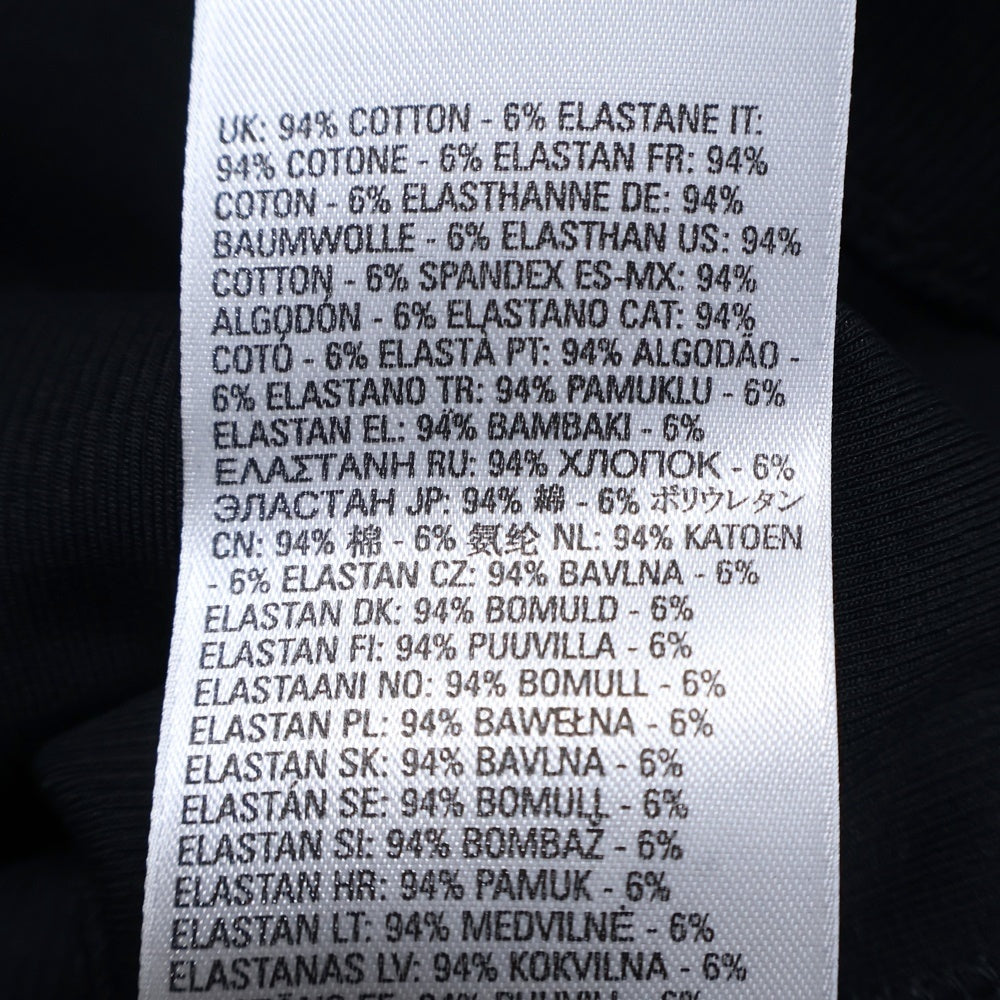 UK: 94% COTTON - 6% ELASTANE IT:
94% COTONE - 6% ELASTAN FR: 94%
COTON - 6% ELASTHANNE DE: 94%
BAUMWOLLE - 6% ELASTHAN US: 94%
COTTON - 6% SPANDEX ES-MX: 94%
ALGODÓN - 6% ELASTANO CAT: 94%
COTÓ - 6% ELASTÀ PT: 94% ALGODÃO -
6% ELASTANO TR: 94% PAMUKLU - 6%
ELASTAN EL: 94% ΒΑΜΒΑΚΙ - 6%
ΕΛΑΣΤΑΝΗ RU: 94% ХЛОПОК - 6%
ЭЛАСТАН JP: 94% 綿 - 6% ポリウレタン
CN: 94% 棉 - 6% 氨纶 NL: 94% KATOEN
- 6% ELASTAN CZ: 94% BAVLNA - 6%
ELASTAN DK: 94% BOMULD - 6%
ELASTAN FI: 94% PUUVILLA - 6%
ELASTAANI NO: 94% BOMULL - 6%
ELASTAN PL: 94% BAWEŁNA - 6%
ELASTAN SK: 94% BAVLNA - 6%
ELASTÁN SE: 94% BOMULL - 6%
ELASTAN SI: 94% BOMBAŽ - 6%
ELASTAN HR: 94% PAMUK - 6%
ELASTAN LT: 94% MEDVILNĖ - 6%
ELASTANAS LV: 94% KOKVILNA - 6%